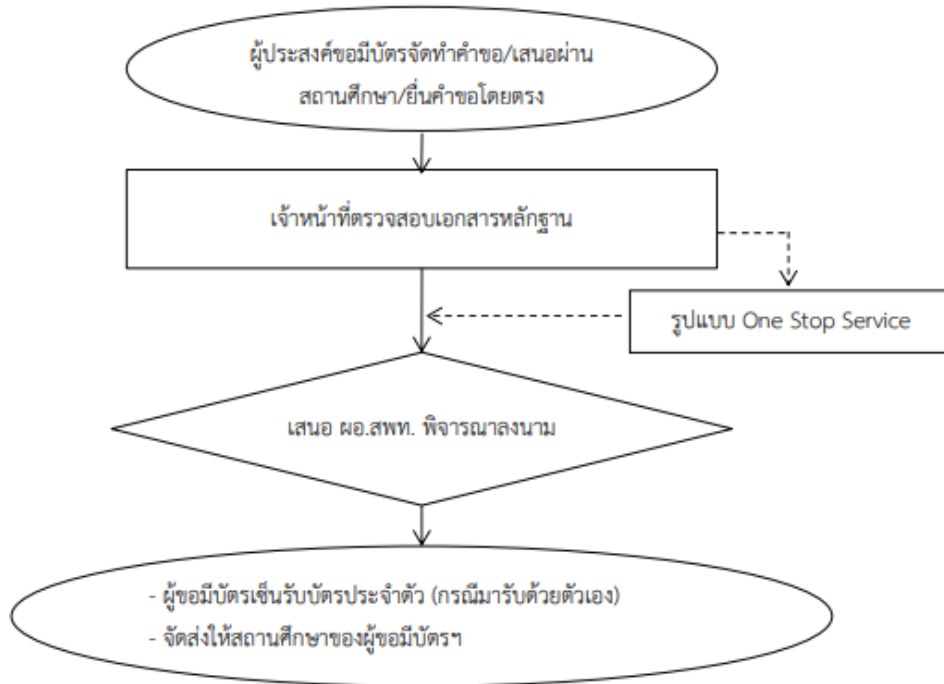 ผู้ประสงค์ขอมีบัตรจัดทำคำขอ/เสนอผ่าน
สถานศึกษา/ยื่นคำขอโดยตรง
เจ้าหน้าที่ตรวจสอบเอกสารหลักฐาน
รูปแบบ One Stop Service
เสนอ ผอ.สพท. พิจารณาลงนาม
- ผู้ขอมีบัตรเซ็นรับบัตรประจำตัว (กรณีมารับด้วยตัวเอง)
- จัดส่งให้สถานศึกษาของผู้ขอมีบัตรฯ